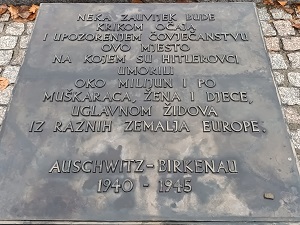 NEKA ZAUVIJEK BUDE
KRIKOM OČAJA
I UPOZORENJEM ČOVJEČANSTVU
OVO MJESTO
NA KOJEM SU HITLEROVCI
UMORILI
OKO MILIJUN I PO
MUŠKARACA, ŽENA I DJECE,
UGLAVNOM ŽIDOVA
IZ RAZNIH ZEMALJA EUROPE.
AUSCHWITZ - BIRKENAU
1940 - 1945